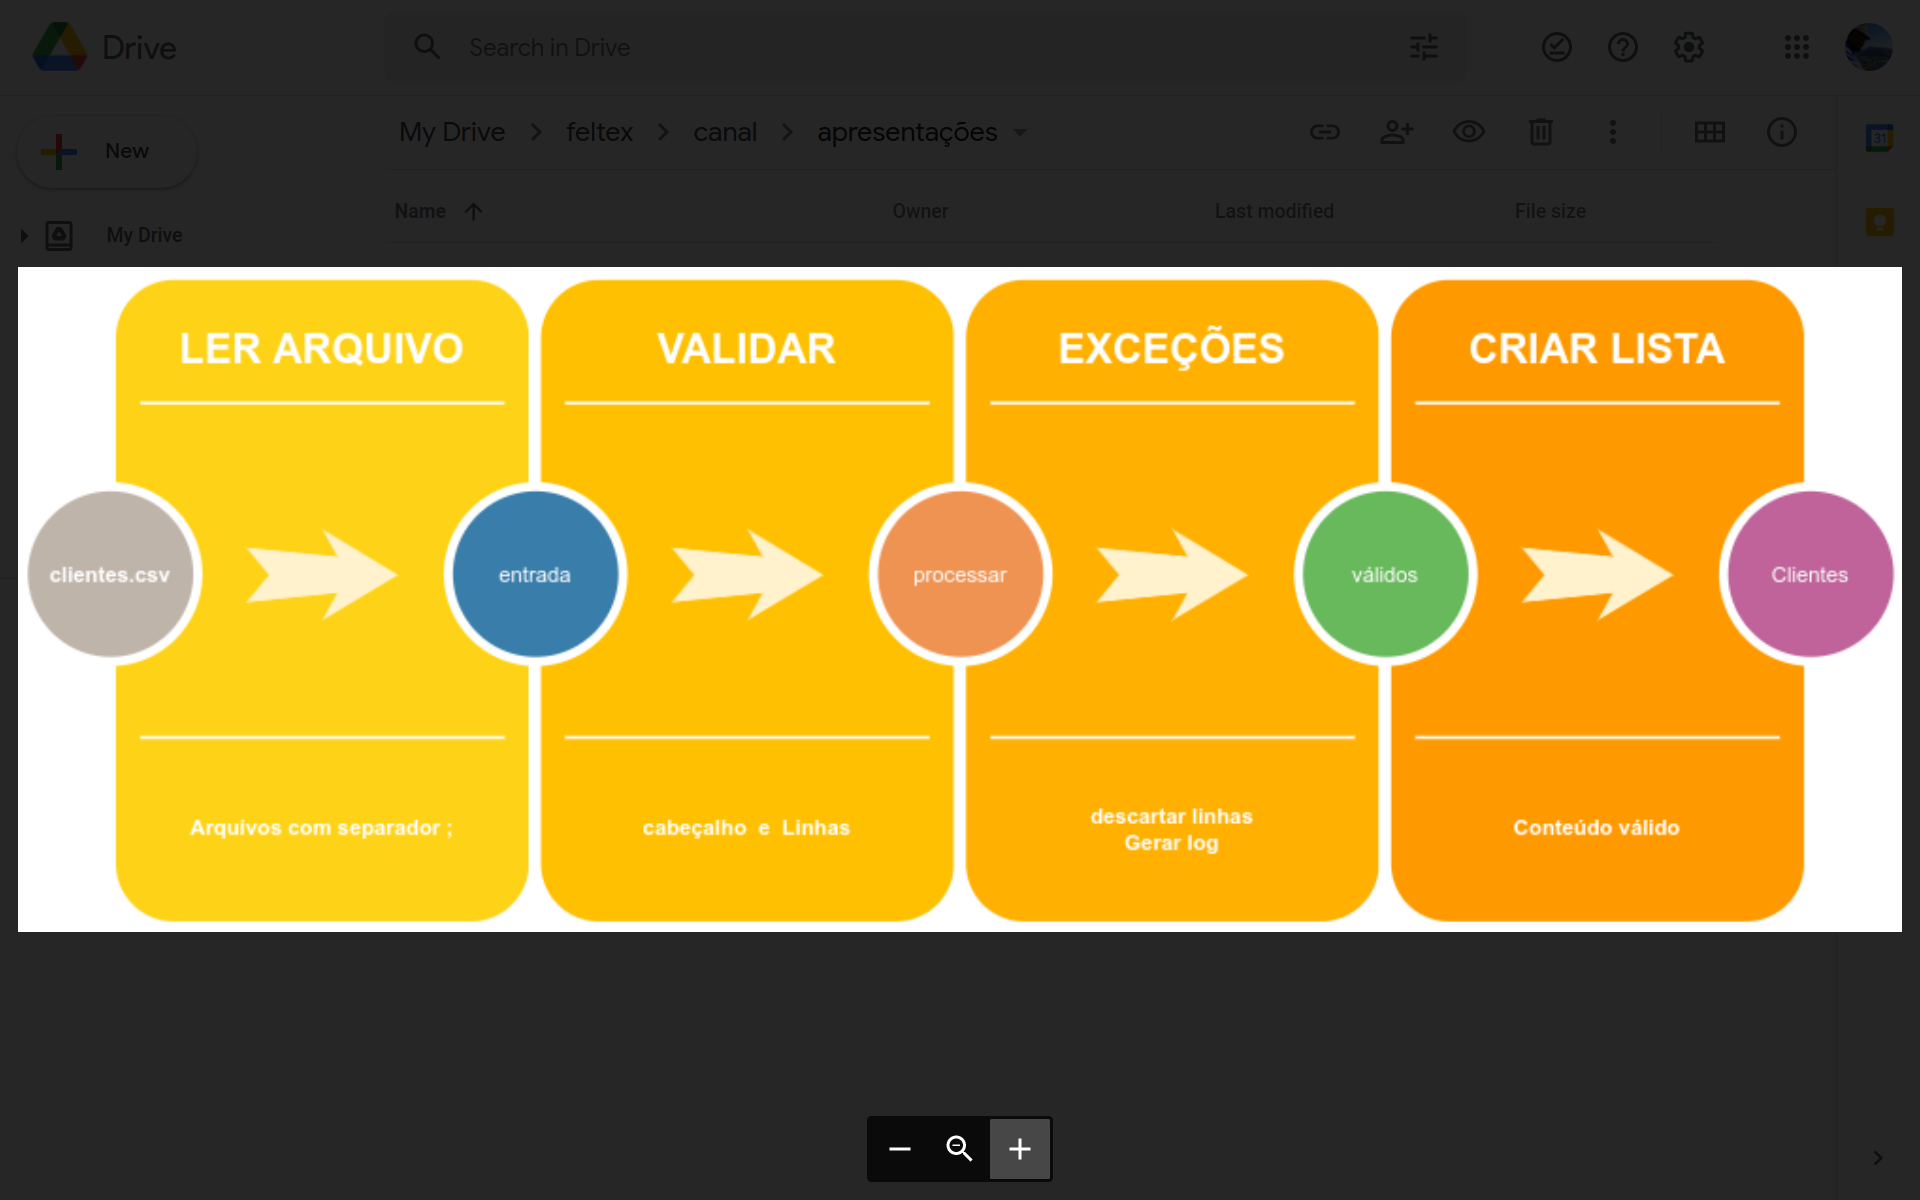 Drive
Search in Drive
My Drive
feltex
canal
apresentações
New
31
Name
Owner
Last modified
File size
My Drive
LER ARQUIVO
VALIDAR
EXCEÇÕES
CRIAR LISTA
clientes.csv
entrada
processar
válidos
Clientes
Arquivos com separador ;
cabeçalho e Linhas
descartar linhas
Gerar log
Conteúdo válido